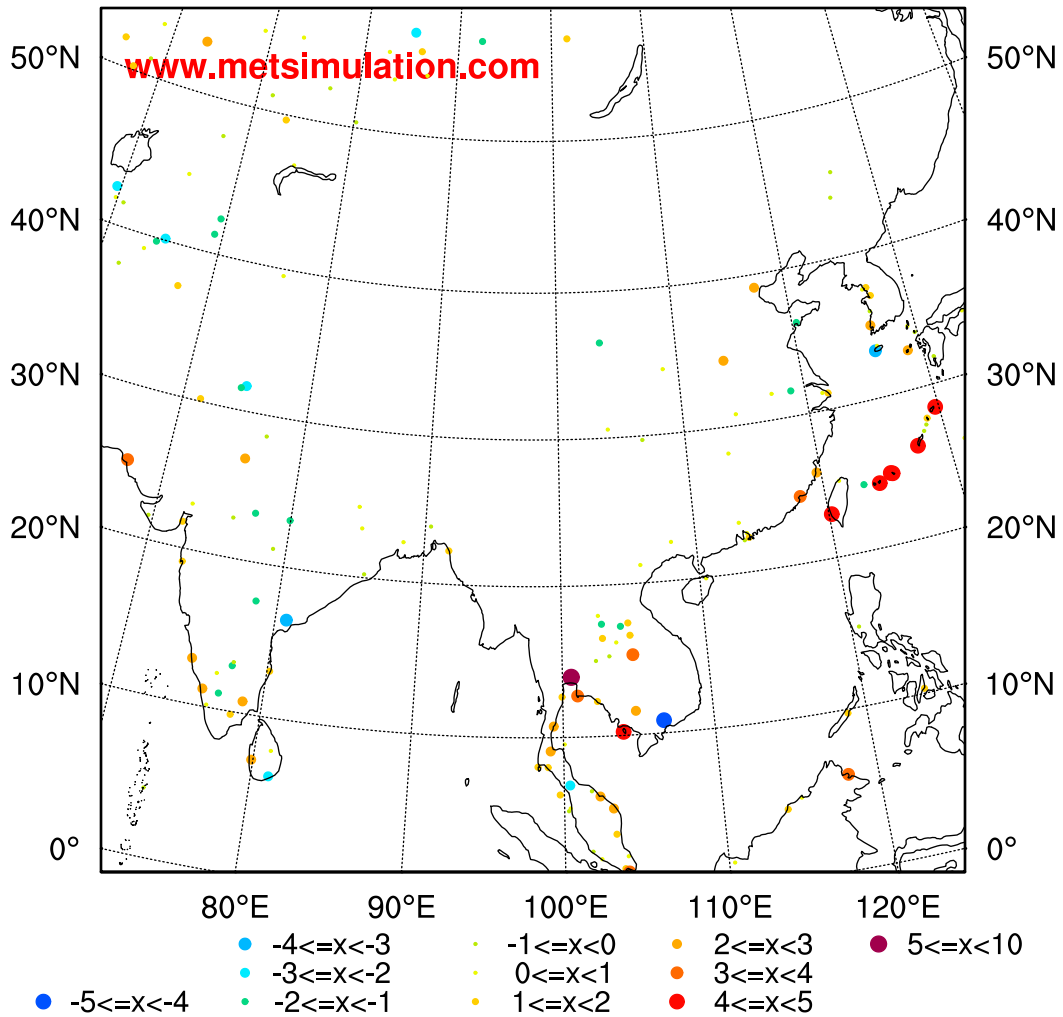 www.metsimulation.com
50°N 50°N
40°N 40°N
30°N 30°N
20°N 20°N
10°N 10°N
0° 0°
80°E 90°E 100°E 110°E 120°E
-4<=x<-3 -1<=x<0 2<=x<3 5<=x<10
-3<=x<-2 0<=x<1 3<=x<4
-5<=x<-4 -2<=x<-1 1<=x<2 4<=x<5